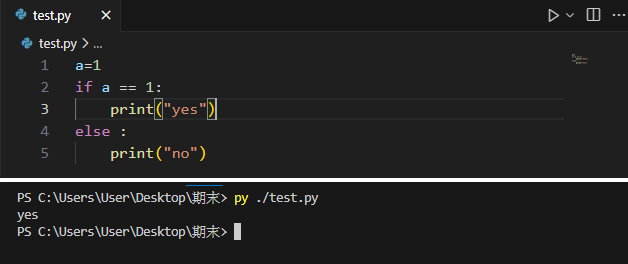 test.py
test.py > ...
1 a=1
2 if a == 1:
3     print("yes")
4 else :
5     print("no")
PS C:\Users\User\Desktop\期末> py ./test.py
yes
PS C:\Users\User\Desktop\期末>